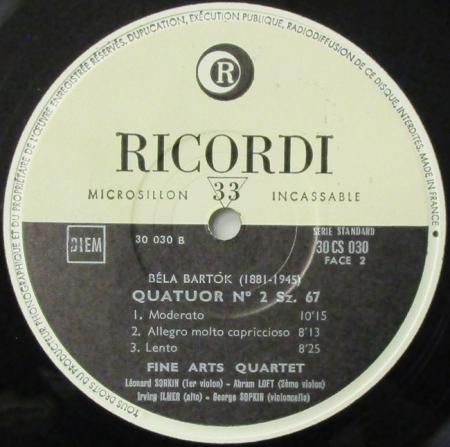 TOUS DROITS DU PRODUCTEUR PHONOGRAPHIQUE ET DU PROPRIÉTAIRE DE L'ŒUVRE ENREGISTRÉE RÉSERVÉS. DUPLICATION, EXÉCUTION PUBLIQUE, RADIODIFFUSION DE CE DISQUE, INTERDITES. MADE IN FRANCE
R
RICORDI
MICROSILLON 33 INCASSABLE
SÉRIE STANDARD
BIEM 30 030 B 30 CS 030
FACE 2
BÉLA BARTÓK (1881-1945)
QUATUOR Nº 2 Sz. 67
1. Moderato 10'15
2. Allegro molto capriccioso 8'13
3. Lento 8'25
FINE ARTS QUARTET
Léonard SORKIN (1er violon) - Abram LOFT (2ème violon)
Irving ILMER (alto) - George SOPKIN (violoncelle)